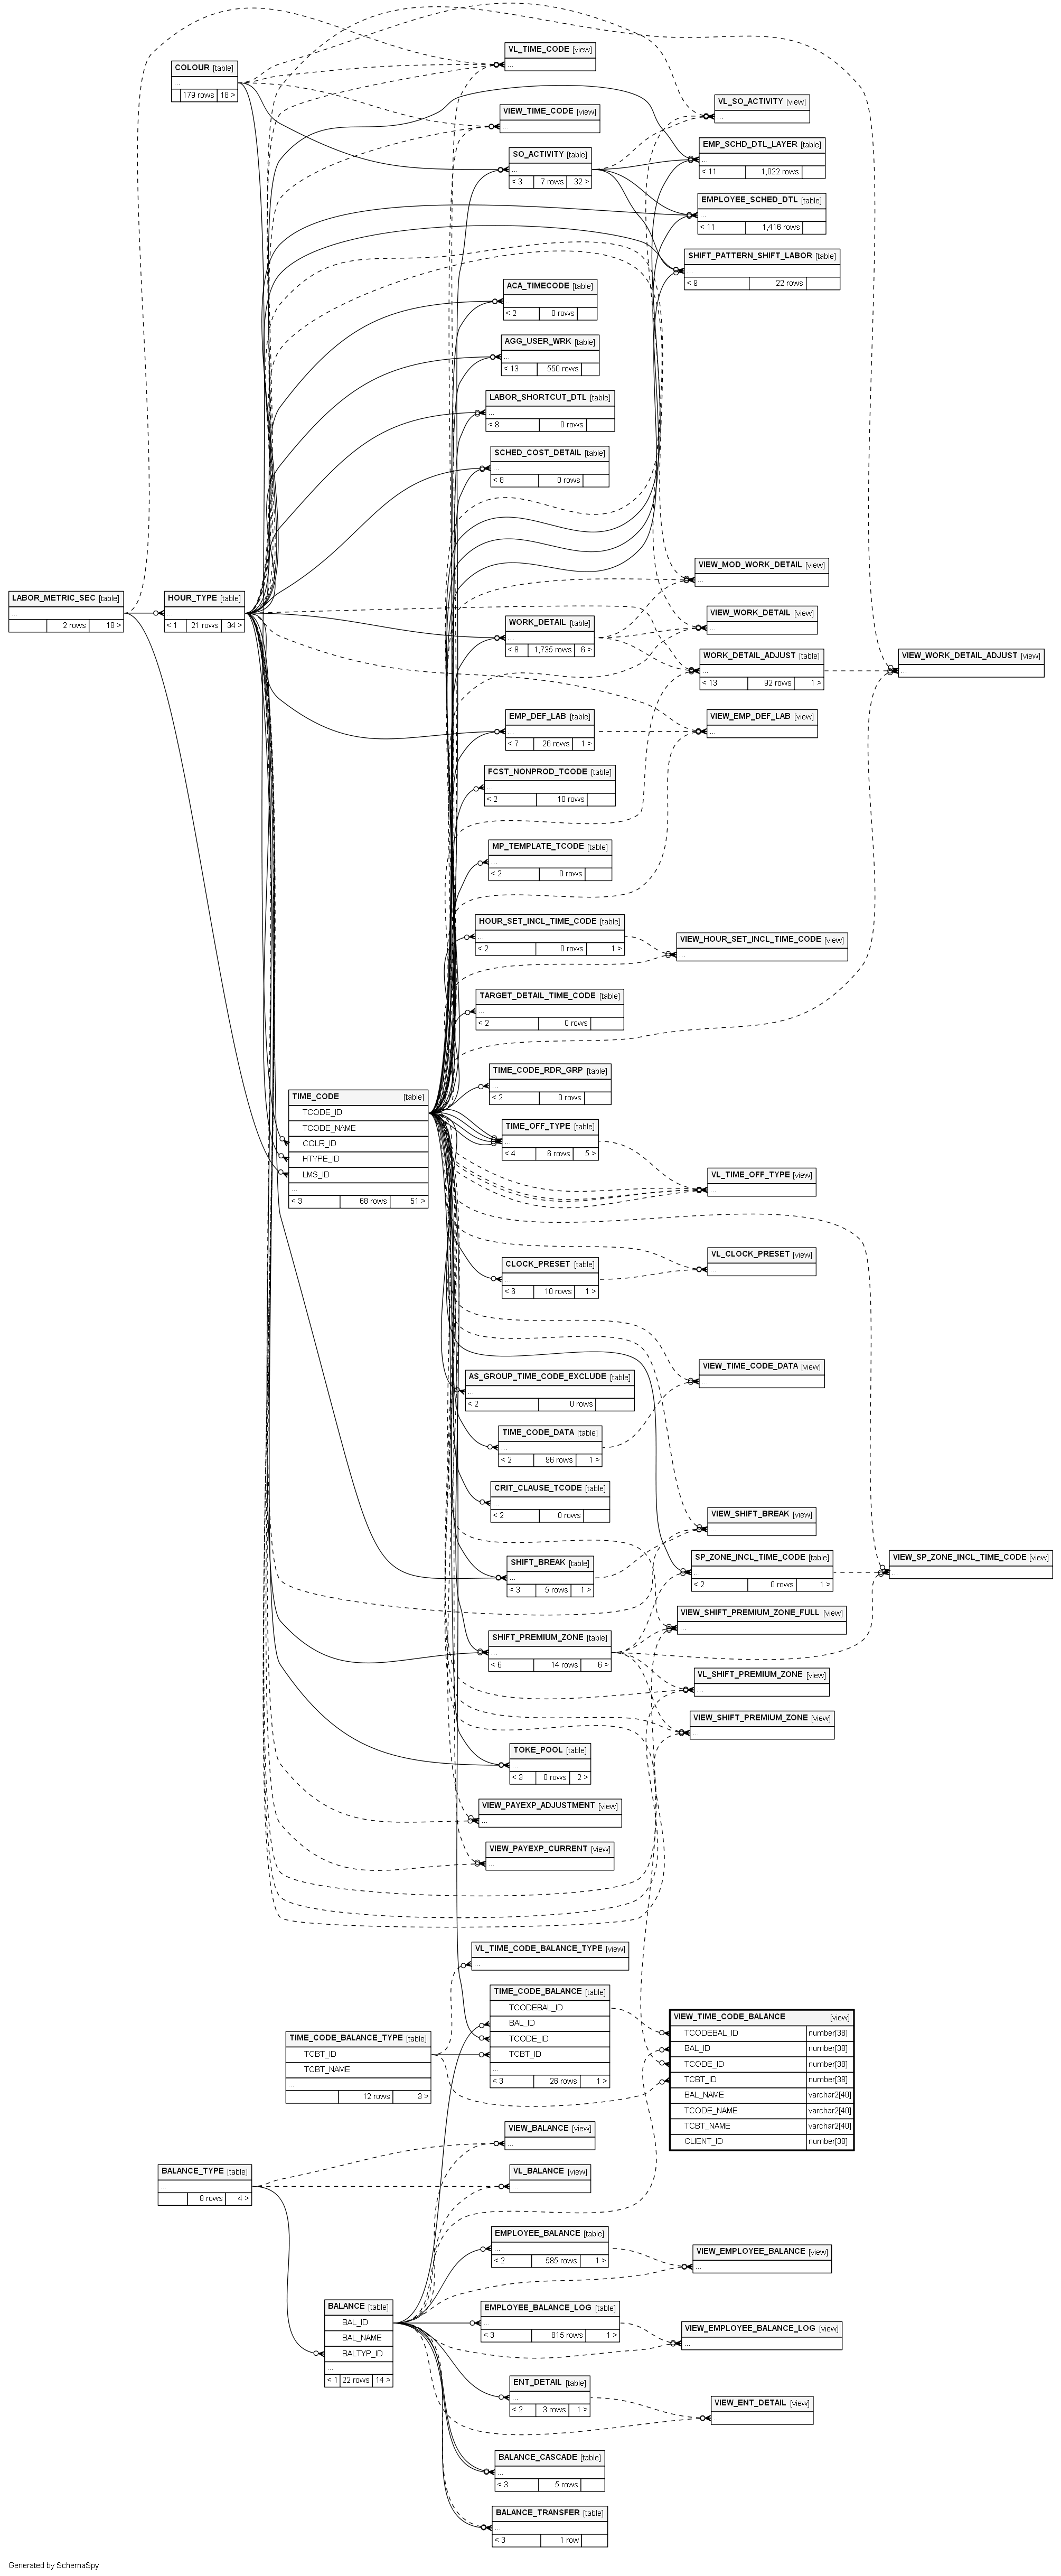 VL_TIME_CODE [view]
...
COLOUR [table]
...
179 rows 18 >
VL_SO_ACTIVITY [view]
...
VIEW_TIME_CODE [view]
...
SO_ACTIVITY [table]
...
< 3 7 rows 32 >
EMP_SCHD_DTL_LAYER [table]
...
< 11 1,022 rows
EMPLOYEE_SCHED_DTL [table]
...
< 11 1,416 rows
SHIFT_PATTERN_SHIFT_LABOR [table]
...
< 9 22 rows
ACA_TIMECODE [table]
...
< 2 0 rows
AGG_USER_WRK [table]
...
< 13 550 rows
LABOR_SHORTCUT_DTL [table]
...
< 8 0 rows
SCHED_COST_DETAIL [table]
...
< 8 0 rows
VIEW_MOD_WORK_DETAIL [view]
...
LABOR_METRIC_SEC [table]
...
2 rows 18 >
HOUR_TYPE [table]
...
< 1 21 rows 34 >
WORK_DETAIL [table]
...
< 8 1,735 rows 6 >
VIEW_WORK_DETAIL [view]
...
WORK_DETAIL_ADJUST [table]
...
< 13 92 rows 1 >
VIEW_WORK_DETAIL_ADJUST [view]
...
EMP_DEF_LAB [table]
...
< 7 26 rows 1 >
VIEW_EMP_DEF_LAB [view]
...
FCST_NONPROD_TCODE [table]
...
< 2 10 rows
MP_TEMPLATE_TCODE [table]
...
< 2 0 rows
HOUR_SET_INCL_TIME_CODE [table]
...
< 2 0 rows 1 >
VIEW_HOUR_SET_INCL_TIME_CODE [view]
...
TARGET_DETAIL_TIME_CODE [table]
...
< 2 0 rows
TIME_CODE_RDR_GRP [table]
...
< 2 0 rows
TIME_CODE [table]
TCODE_ID
TCODE_NAME
COLR_ID
HTYPE_ID
LMS_ID
...
< 3 68 rows 51 >
TIME_OFF_TYPE [table]
...
< 4 6 rows 5 >
VL_TIME_OFF_TYPE [view]
...
VL_CLOCK_PRESET [view]
...
CLOCK_PRESET [table]
...
< 6 10 rows 1 >
VIEW_TIME_CODE_DATA [view]
...
AS_GROUP_TIME_CODE_EXCLUDE [table]
...
< 2 0 rows
TIME_CODE_DATA [table]
...
< 2 96 rows 1 >
CRIT_CLAUSE_TCODE [table]
...
< 2 0 rows
VIEW_SHIFT_BREAK [view]
...
SHIFT_BREAK [table]
...
< 3 5 rows 1 >
SP_ZONE_INCL_TIME_CODE [table]
...
< 2 0 rows 1 >
VIEW_SP_ZONE_INCL_TIME_CODE [view]
...
VIEW_SHIFT_PREMIUM_ZONE_FULL [view]
...
SHIFT_PREMIUM_ZONE [table]
...
< 6 14 rows 6 >
VL_SHIFT_PREMIUM_ZONE [view]
...
VIEW_SHIFT_PREMIUM_ZONE [view]
...
TOKE_POOL [table]
...
< 3 0 rows 2 >
VIEW_PAYEXP_ADJUSTMENT [view]
...
VIEW_PAYEXP_CURRENT [view]
...
VL_TIME_CODE_BALANCE_TYPE [view]
...
TIME_CODE_BALANCE [table]
TCODEBAL_ID
BAL_ID
TCODE_ID
TCBT_ID
...
< 3 26 rows 1 >
TIME_CODE_BALANCE_TYPE [table]
TCBT_ID
TCBT_NAME
...
12 rows 3 >
VIEW_TIME_CODE_BALANCE [view]
TCODEBAL_ID number[38]
BAL_ID number[38]
TCODE_ID number[38]
TCBT_ID number[38]
BAL_NAME varchar2[40]
TCODE_NAME varchar2[40]
TCBT_NAME varchar2[40]
CLIENT_ID number[38]
VIEW_BALANCE [view]
...
BALANCE_TYPE [table]
...
8 rows 4 >
VL_BALANCE [view]
...
EMPLOYEE_BALANCE [table]
...
< 2 585 rows 1 >
VIEW_EMPLOYEE_BALANCE [view]
...
BALANCE [table]
BAL_ID
BAL_NAME
BALTYP_ID
...
< 1 22 rows 14 >
EMPLOYEE_BALANCE_LOG [table]
...
< 3 815 rows 1 >
VIEW_EMPLOYEE_BALANCE_LOG [view]
...
ENT_DETAIL [table]
...
< 2 3 rows 1 >
VIEW_ENT_DETAIL [view]
...
BALANCE_CASCADE [table]
...
< 3 5 rows
BALANCE_TRANSFER [table]
...
< 3 1 row
Generated by SchemaSpy